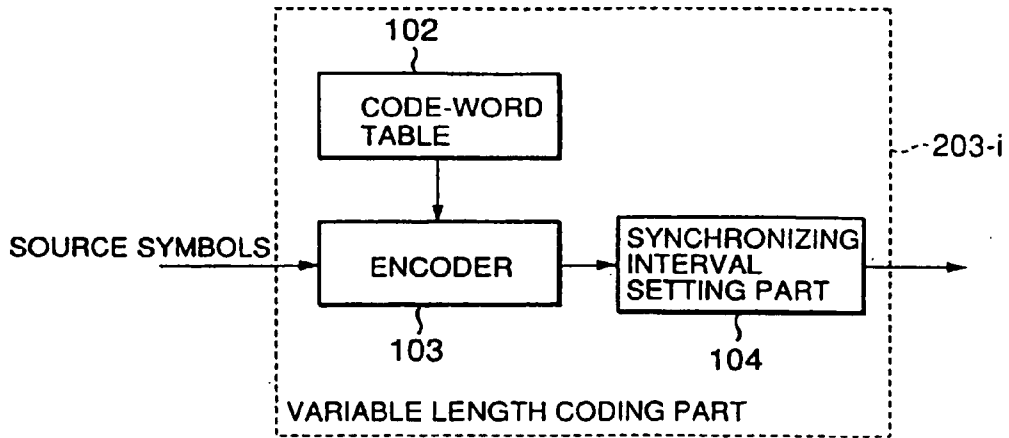 102
CODE-WORD
TABLE
203-i
SOURCE SYMBOLS
ENCODER
SYNCHRONIZING
INTERVAL
SETTING PART
103
104
VARIABLE LENGTH CODING PART